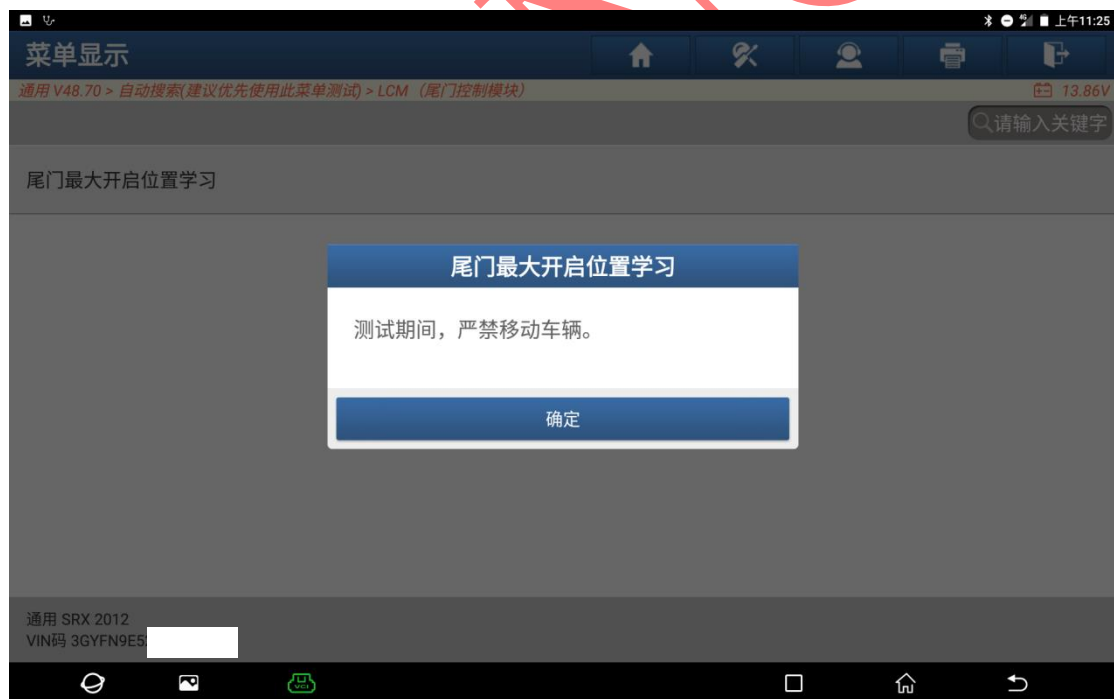 上午11:25
菜单显示
通用 V48.70 > 自动搜索(建议优先使用此菜单测试) > LCM（尾门控制模块）
13.86V
请输入关键字
尾门最大开启位置学习
尾门最大开启位置学习
测试期间，严禁移动车辆。
确定
通用 SRX 2012
VIN码 3GYFN9E5
VCI